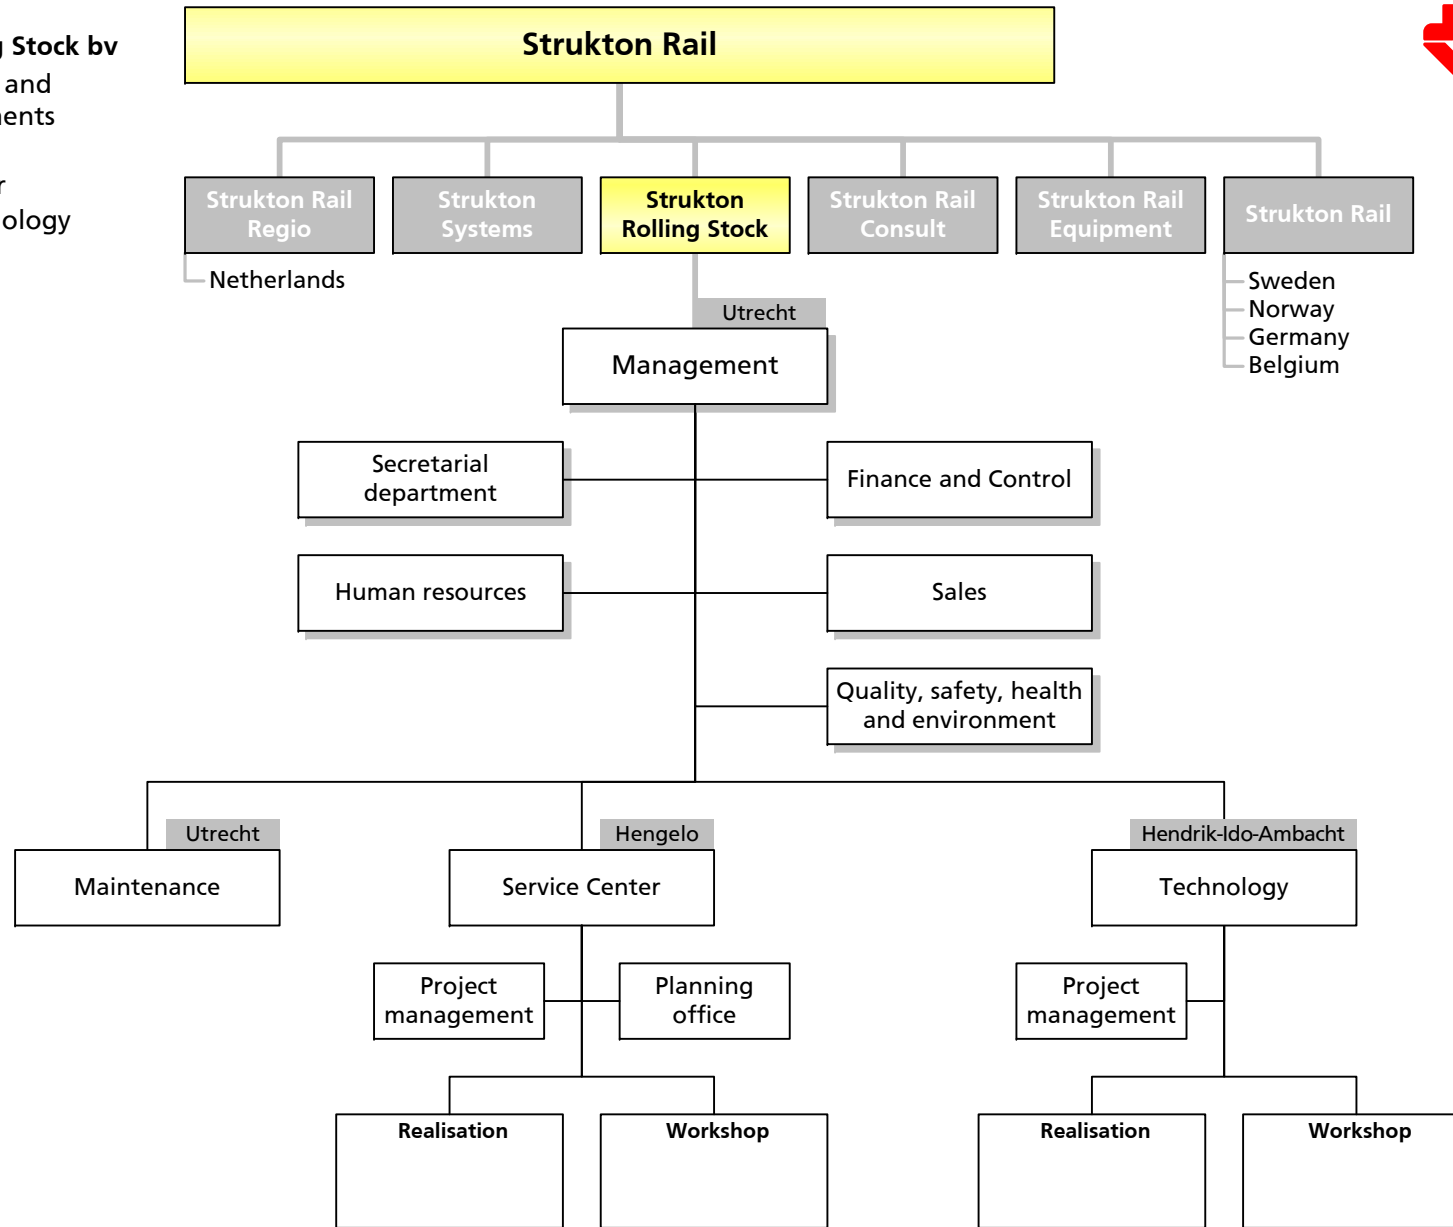 Stock bv
and
Strukton Rail
Strukton Rail
Regio
Strukton
Systems
Strukton
Rolling Stock
Strukton Rail
Consult
Strukton Rail
Equipment
Strukton Rail
Netherlands
Sweden
Norway
Germany
Belgium
Utrecht
Management
Secretarial
department
Finance and Control
Human resources
Sales
Quality, safety, health
and environment
Utrecht
Maintenance
Hengelo
Service Center
Hendrik-Ido-Ambacht
Technology
Project
management
Planning
office
Project
management
Realisation
Workshop
Realisation
Workshop